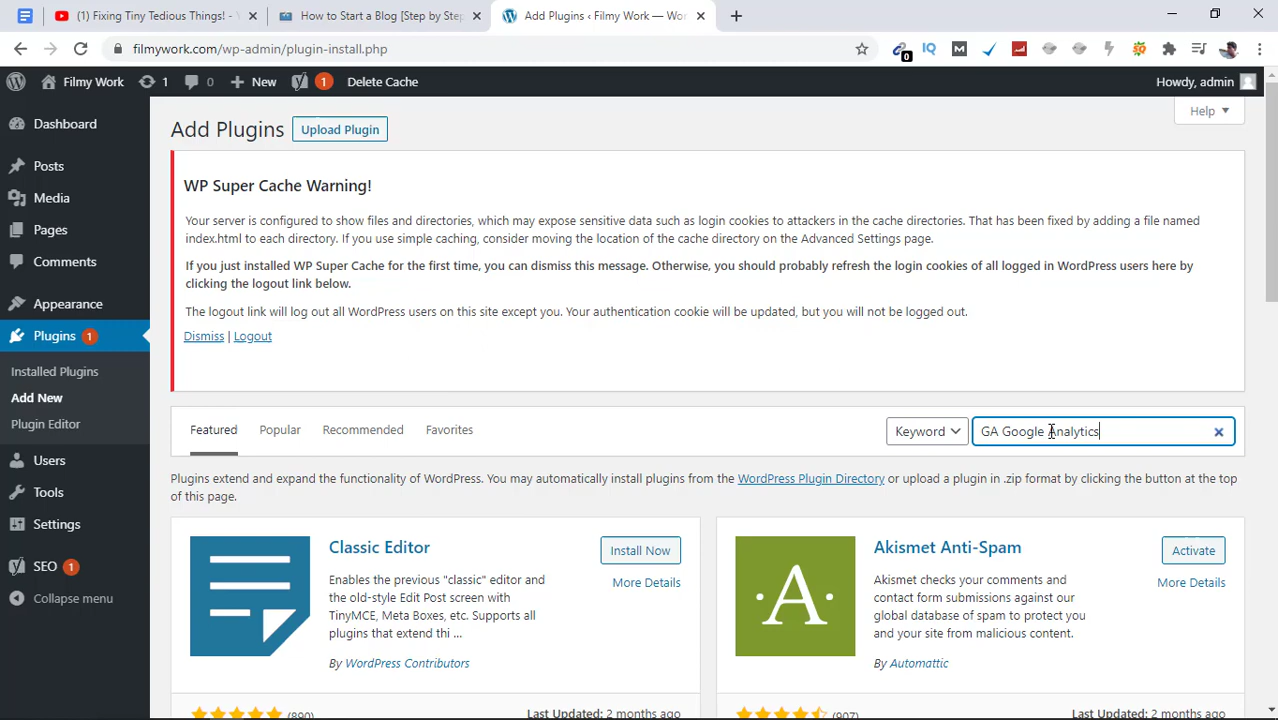 (1) Fixing Tiny Tedious Things! - Y
How to Start a Blog [Step by Step
Add Plugins ‹ Filmy Work — Wor
filmywork.com/wp-admin/plugin-install.php
IQ
M
0
Filmy Work
1
0
New
1
Delete Cache
Howdy, admin
Dashboard
Posts
Media
Pages
Comments
Appearance
Plugins 1
Installed Plugins
Add New
Plugin Editor
Users
Tools
Settings
SEO 1
Collapse menu
Help
Add Plugins
Upload Plugin
WP Super Cache Warning!
Your server is configured to show files and directories, which may expose sensitive data such as login cookies to attackers in the cache directories. That has been fixed by adding a file named
index.html to each directory. If you use simple caching, consider moving the location of the cache directory on the Advanced Settings page.
If you just installed WP Super Cache for the first time, you can dismiss this message. Otherwise, you should probably refresh the login cookies of all logged in WordPress users here by
clicking the logout link below.
The logout link will log out all WordPress users on this site except you. Your authentication cookie will be updated, but you will not be logged out.
Dismiss | Logout
Featured
Popular
Recommended
Favorites
Keyword
GA Google Analytics
Plugins extend and expand the functionality of WordPress. You may automatically install plugins from the WordPress Plugin Directory or upload a plugin in .zip format by clicking the button at the top
of this page.
Classic Editor
Install Now
More Details
Enables the previous "classic" editor and
the old-style Edit Post screen with
TinyMCE, Meta Boxes, etc. Supports all
plugins that extend thi ...
By WordPress Contributors
(890)
Last Updated: 2 months ago
A
Akismet Anti-Spam
Activate
More Details
Akismet checks your comments and
contact form submissions against our
global database of spam to protect you
and your site from malicious content.
By Automattic
(907)
Last Updated: 2 months ago